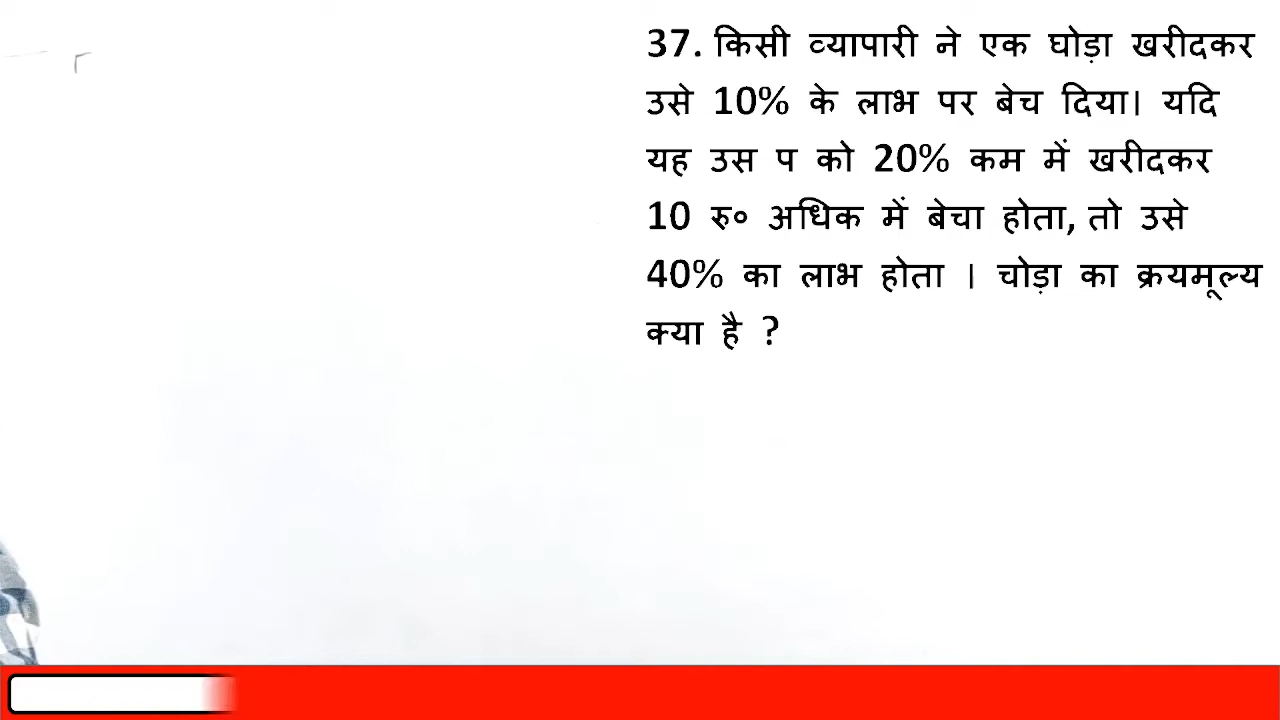 37. किसी व्यापारी ने एक घोड़ा खरीदकर
उसे 10% के लाभ पर बेच दिया। यदि
यह उस प को 20% कम में खरीदकर
10 रु० अधिक में बेचा होता, तो उसे
40% का लाभ होता । चोड़ा का क्रयमूल्य
क्या है ?